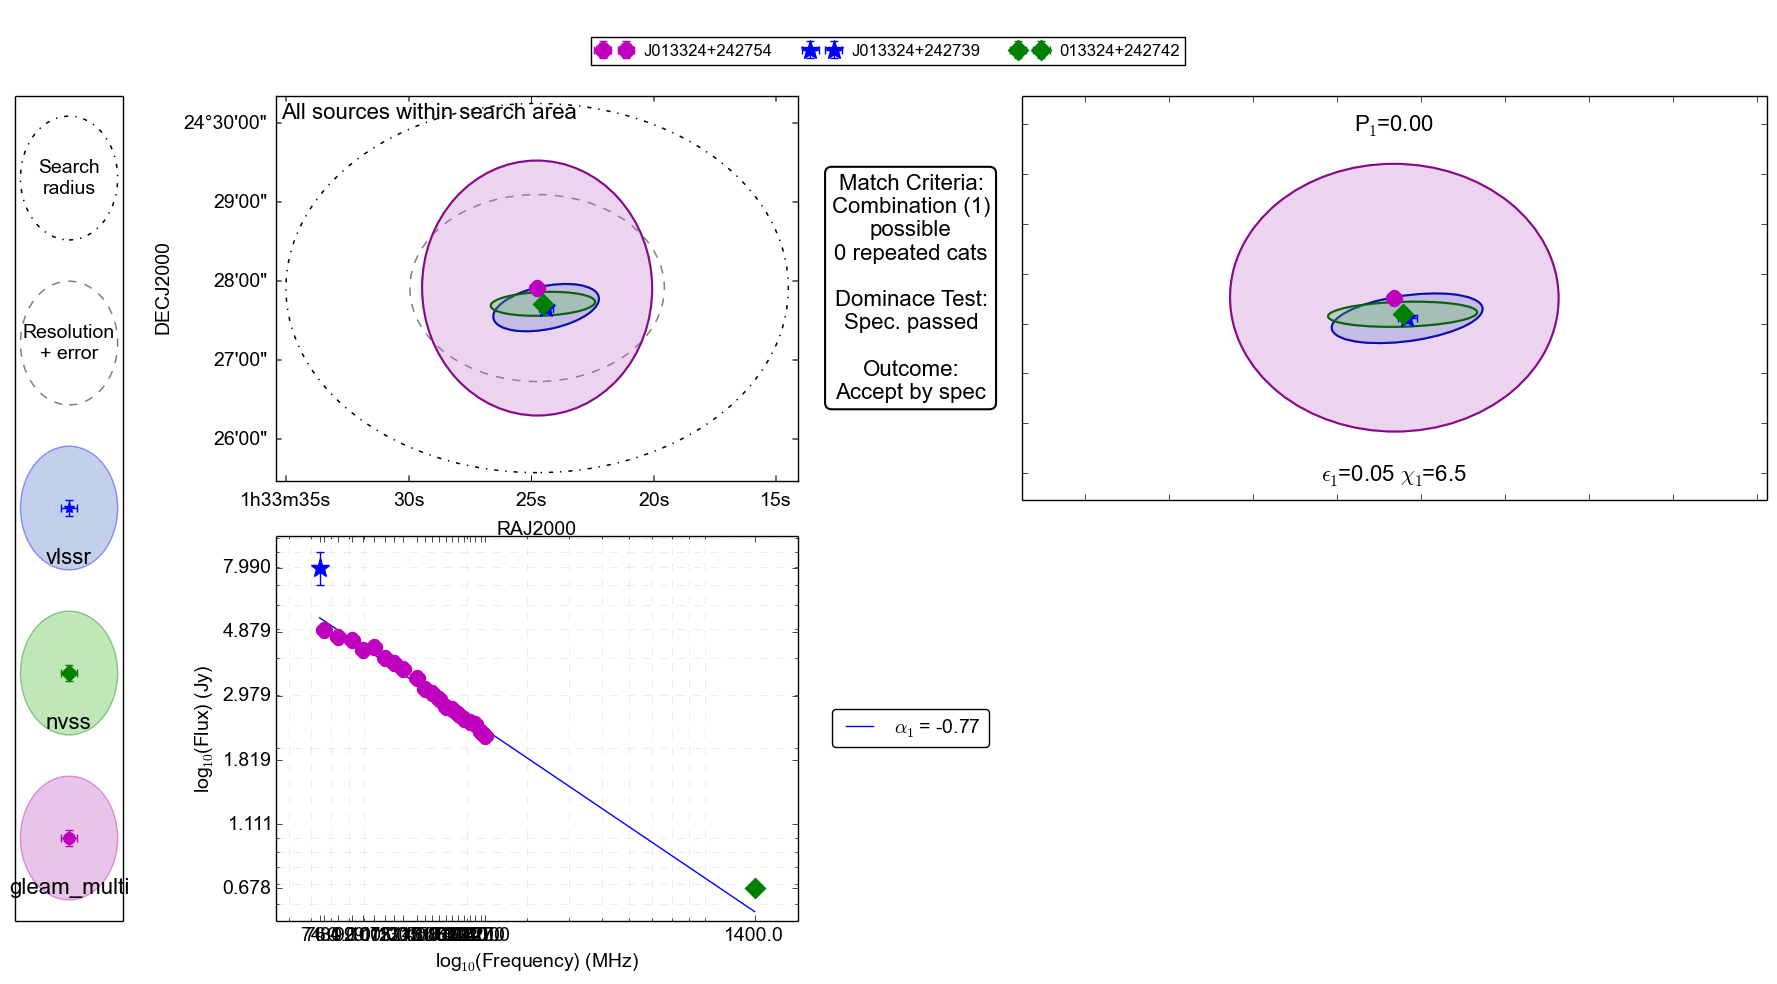 J013324+242754 J013324+242739 013324+242742
Search
radius
Resolution
+ error
vlssr
nvss
gleam_multi
All sources within search area
24°30'00"
29'00"
28'00"
27'00"
26'00"
DECJ2000
1h33m35s 30s 25s 20s 15s
RAJ2000
Match Criteria:
Combination (1)
possible
0 repeated cats
Dominace Test:
Spec. passed
Outcome:
Accept by spec
P₁=0.00
ϵ₁=0.05 χ₁=6.5
7.990
4.879
2.979
1.819
1.111
0.678
log₁₀(Flux) (Jy)
1400.0
log₁₀(Frequency) (MHz)
α₁ = -0.77